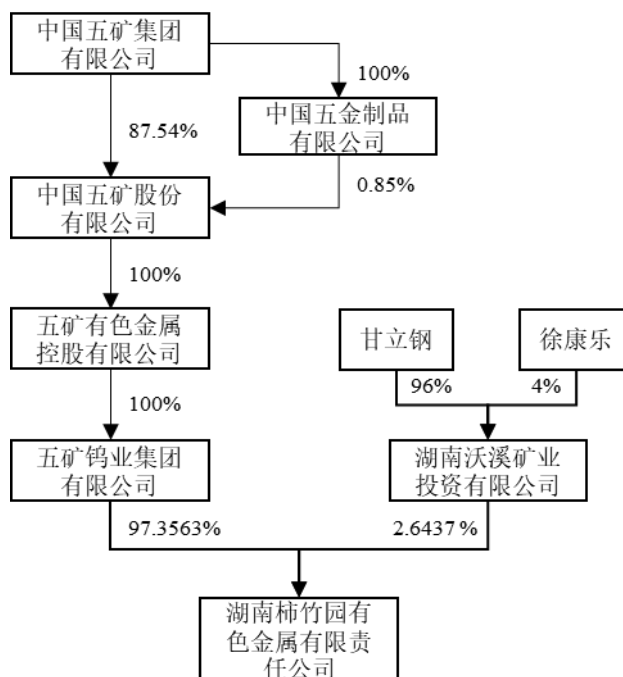 中国五矿集团
有限公司
100%
中国五金制品
有限公司
87.54%
0.85%
中国五矿股份
有限公司
100%
五矿有色金属
控股有限公司
甘立钢
徐康乐
100%
96%
4%
五矿钨业集团
有限公司
湖南沃溪矿业
投资有限公司
97.3563%
2.6437%
湖南柿竹园有
色金属有限责
任公司